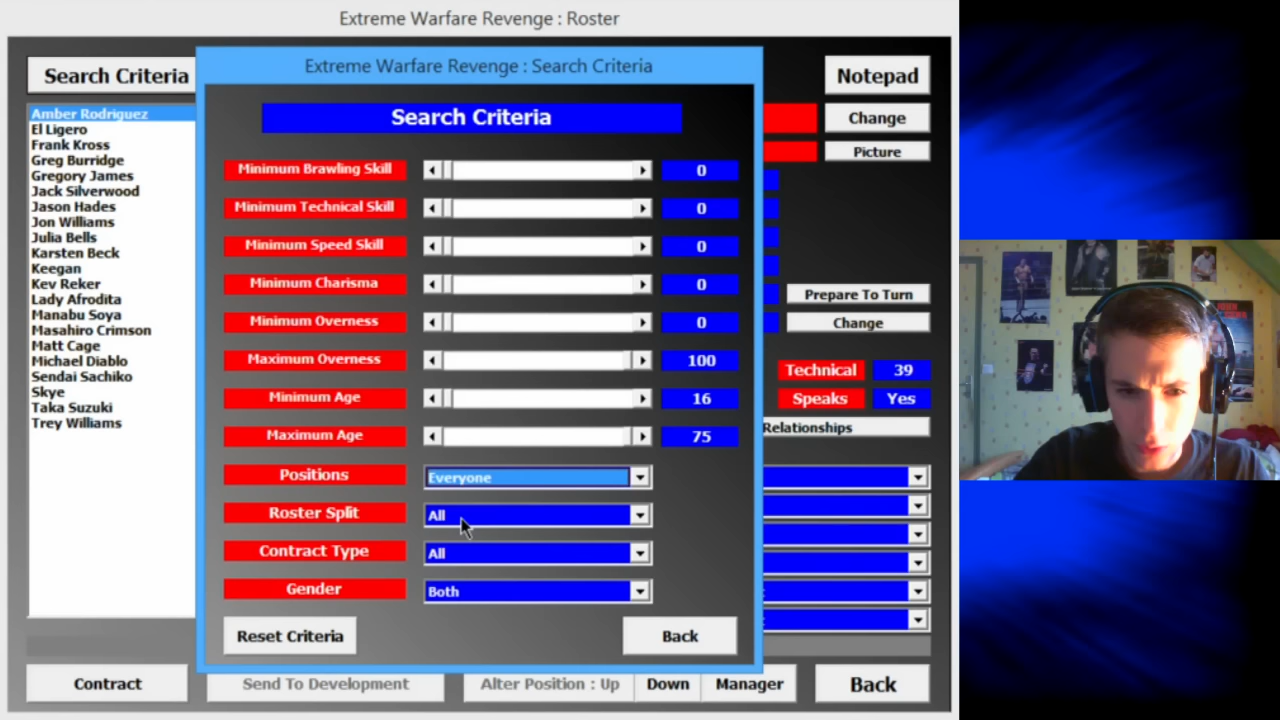 Extreme Warfare Revenge : Roster
Search Criteria
Amber Rodriguez
El Ligero
Frank Kross
Greg Burridge
Gregory James
Jack Silverwood
Jason Hades
Jon Williams
Julia Bells
Karsten Beck
Keegan
Kev Reker
Lady Afrodita
Manabu Soya
Masahiro Crimson
Matt Cage
Michael Diablo
Sendai Sachiko
Skye
Taka Suzuki
Trey Williams
Extreme Warfare Revenge : Search Criteria
Search Criteria
Minimum Brawling Skill 0
Minimum Technical Skill 0
Minimum Speed Skill 0
Minimum Charisma 0
Minimum Overness 0
Maximum Overness 100
Minimum Age 16
Maximum Age 75
Positions Everyone
Roster Split All
Contract Type All
Gender Both
Reset Criteria Back
Notepad
Change
Picture
Prepare To Turn
Change
Technical 39
Speaks Yes
Relationships
Contract Send To Development Alter Position : Up Down Manager Back